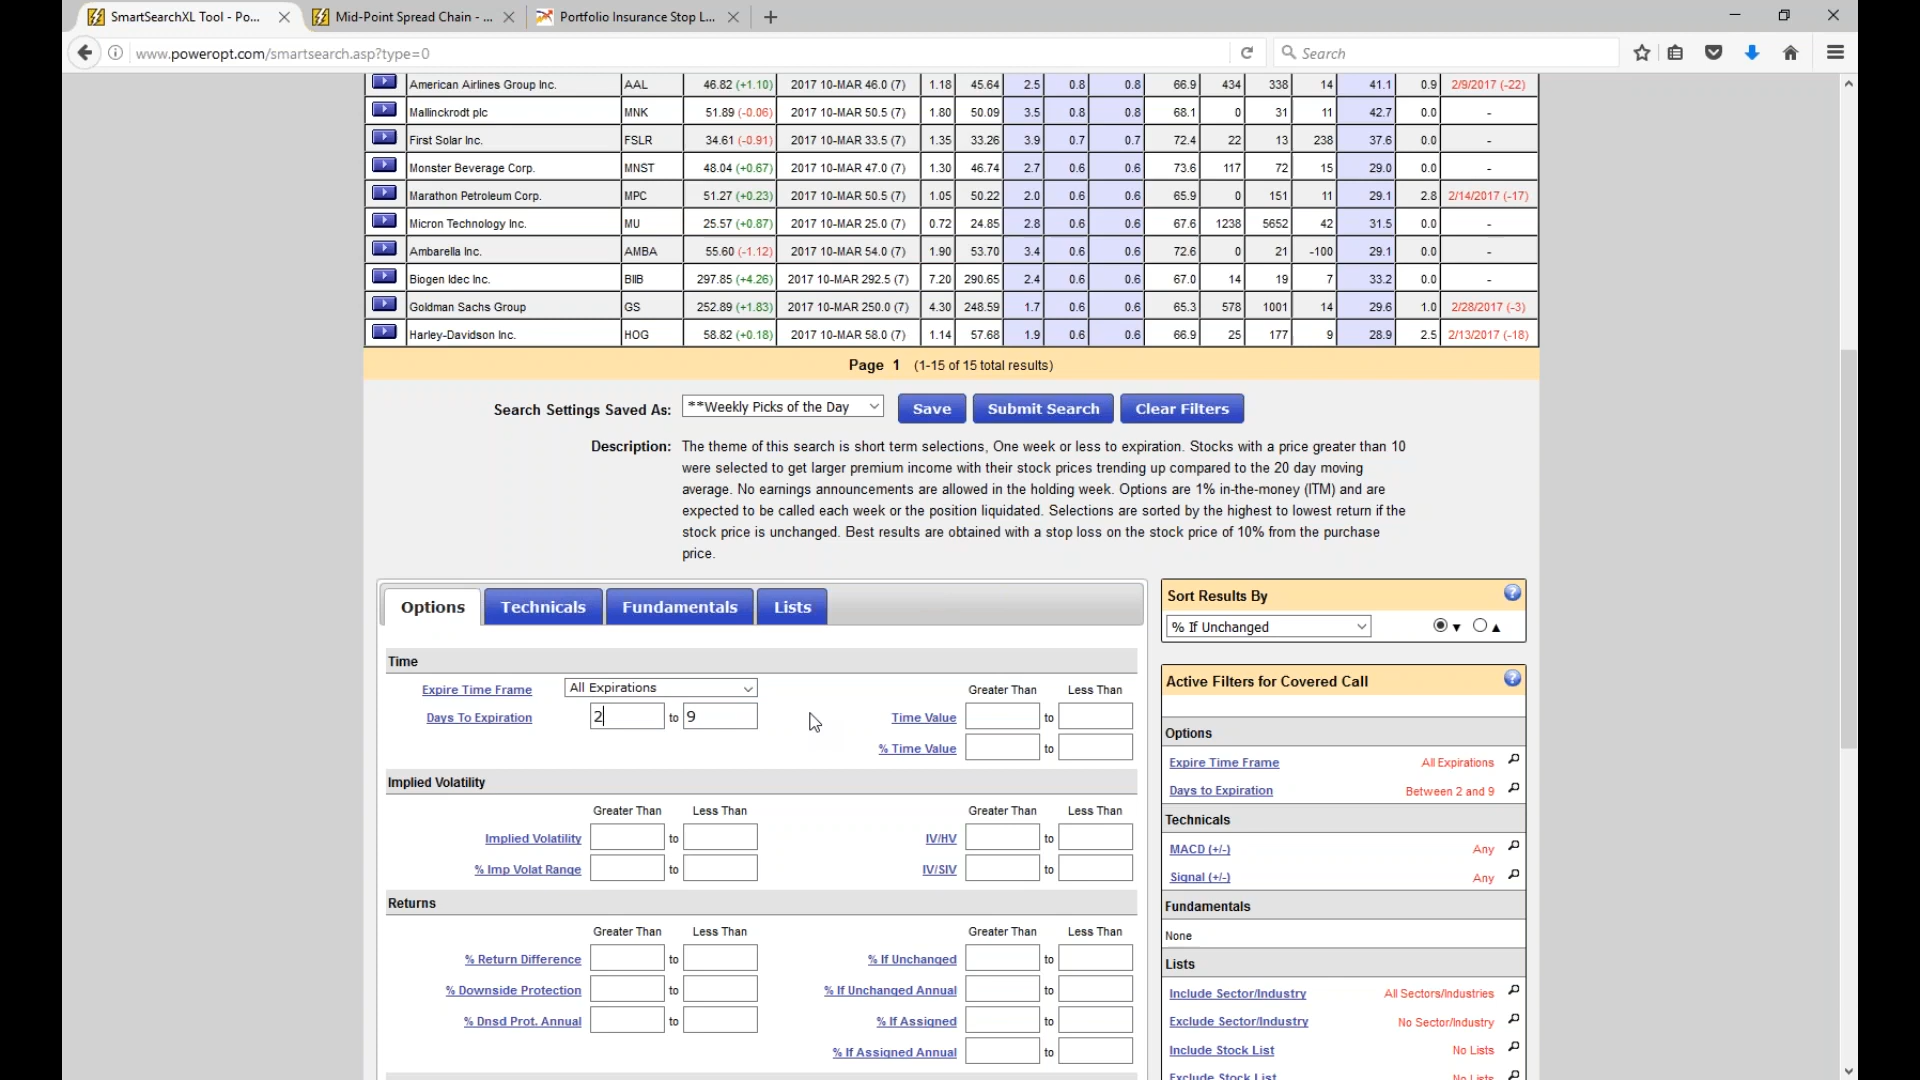 SmartSearchXL Tool - Po...
Mid-Point Spread Chain - ...
Portfolio Insurance Stop L...
www.poweropt.com/smartsearch.asp?type=0
Search
American Airlines Group Inc. AAL 46.82 (+1.10) 2017 10-MAR 46.0 (7) 1.18 45.64 2.5 0.8 0.8 66.9 434 338 14 41.1 0.9 2/9/2017 (-22)
Mallinckrodt plc MNK 51.89 (-0.06) 2017 10-MAR 50.5 (7) 1.80 50.09 3.5 0.8 0.8 68.1 0 31 11 42.7 0.0 -
First Solar Inc. FSLR 34.61 (-0.91) 2017 10-MAR 33.5 (7) 1.35 33.26 3.9 0.7 0.7 72.4 22 13 238 37.6 0.0 -
Monster Beverage Corp. MNST 48.04 (+0.67) 2017 10-MAR 47.0 (7) 1.30 46.74 2.7 0.6 0.6 73.6 117 72 15 29.0 0.0 -
Marathon Petroleum Corp. MPC 51.27 (+0.23) 2017 10-MAR 50.5 (7) 1.05 50.22 2.0 0.6 0.6 65.9 0 151 11 29.1 2.8 2/14/2017 (-17)
Micron Technology Inc. MU 25.57 (+0.87) 2017 10-MAR 25.0 (7) 0.72 24.85 2.8 0.6 0.6 67.6 1238 5652 42 31.5 0.0 -
Ambarella Inc. AMBA 55.60 (-1.12) 2017 10-MAR 54.0 (7) 1.90 53.70 3.4 0.6 0.6 72.6 0 21 -100 29.1 0.0 -
Biogen Idec Inc. BIIB 297.85 (+4.26) 2017 10-MAR 292.5 (7) 7.20 290.65 2.4 0.6 0.6 67.0 14 19 7 33.2 0.0 -
Goldman Sachs Group GS 252.89 (+1.83) 2017 10-MAR 250.0 (7) 4.30 248.59 1.7 0.6 0.6 65.3 578 1001 14 29.6 1.0 2/28/2017 (-3)
Harley-Davidson Inc. HOG 58.82 (+0.18) 2017 10-MAR 58.0 (7) 1.14 57.68 1.9 0.6 0.6 66.9 25 177 9 28.9 2.5 2/13/2017 (-18)
Page 1 (1-15 of 15 total results)
Search Settings Saved As: **Weekly Picks of the Day Save Submit Search Clear Filters
Description: The theme of this search is short term selections, One week or less to expiration. Stocks with a price greater than 10
were selected to get larger premium income with their stock prices trending up compared to the 20 day moving
average. No earnings announcements are allowed in the holding week. Options are 1% in-the-money (ITM) and are
expected to be called each week or the position liquidated. Selections are sorted by the highest to lowest return if the
stock price is unchanged. Best results are obtained with a stop loss on the stock price of 10% from the purchase
price.
Options Technicals Fundamentals Lists
Time
Expire Time Frame All Expirations Greater Than Less Than
Days To Expiration 2 to 9 Time Value to
% Time Value to
Implied Volatility
Greater Than Less Than Greater Than Less Than
Implied Volatility to IV/HV to
% Imp Volat Range to IV/SIV to
Returns
Greater Than Less Than Greater Than Less Than
% Return Difference to % If Unchanged to
% Downside Protection to % If Unchanged Annual to
% Dnsd Prot. Annual to % If Assigned to
% If Assigned Annual to
Sort Results By ?
% If Unchanged
Active Filters for Covered Call ?
Options
Expire Time Frame All Expirations
Days to Expiration Between 2 and 9
Technicals
MACD (+/-) Any
Signal (+/-) Any
Fundamentals
None
Lists
Include Sector/Industry All Sectors/Industries
Exclude Sector/Industry No Sector/Industry
Include Stock List No Lists
Exclude Stock List No Lists